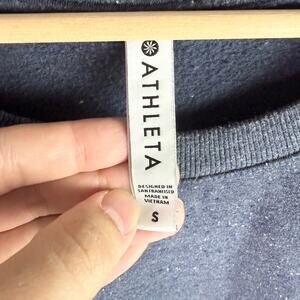 ATHLETA
DESIGNED IN
SAN FRANCISCO
MADE IN
VIETNAM
S